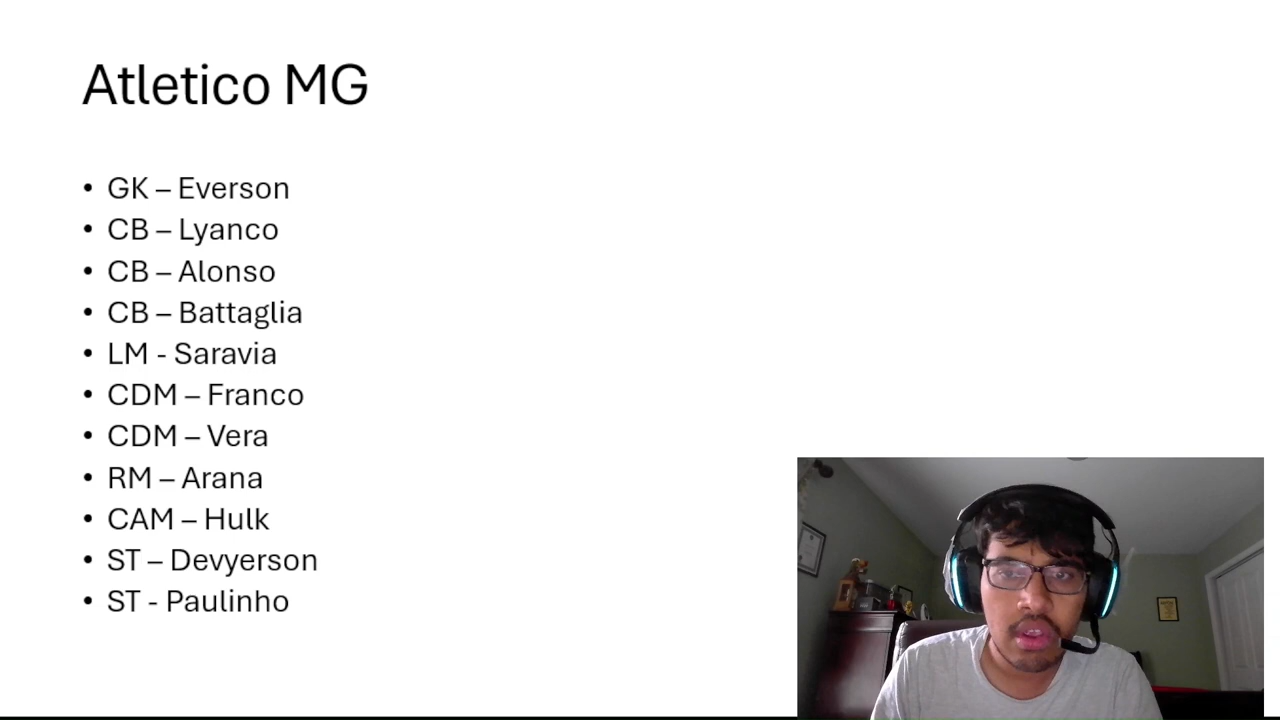 Atletico MG
• GK – Everson
• CB – Lyanco
• CB – Alonso
• CB – Battaglia
• LM - Saravia
• CDM – Franco
• CDM – Vera
• RM – Arana
• CAM – Hulk
• ST – Devyerson
• ST - Paulinho